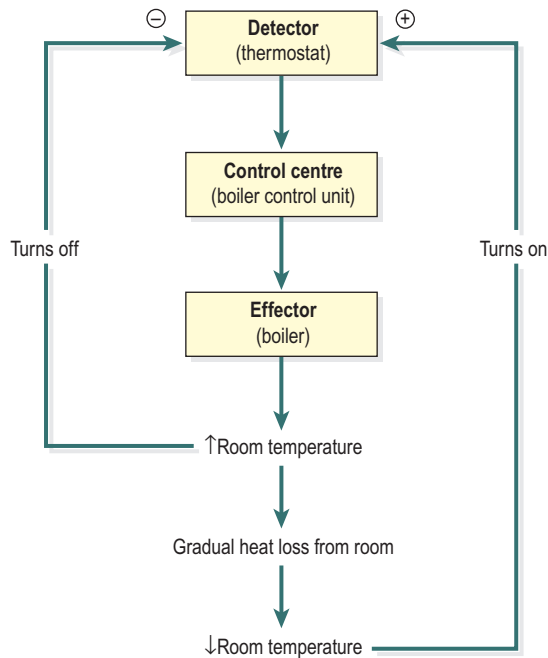 ⊖
⊕
Detector
(thermostat)
Control centre
(boiler control unit)
Turns off
Turns on
Effector
(boiler)
↑Room temperature
Gradual heat loss from room
↓Room temperature